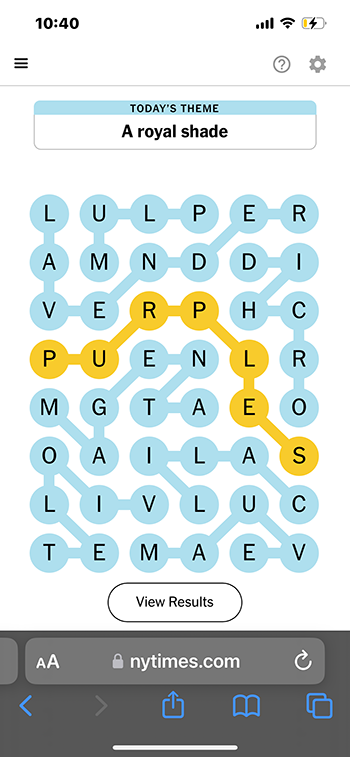 10:40
TODAY'S THEME
A royal shade
L U L P E R
A M N D D I
V E R P H C
P U E N L R
M G T A E O
O A I L A S
L I V L U C
T E M A E V
View Results
AA nytimes.com